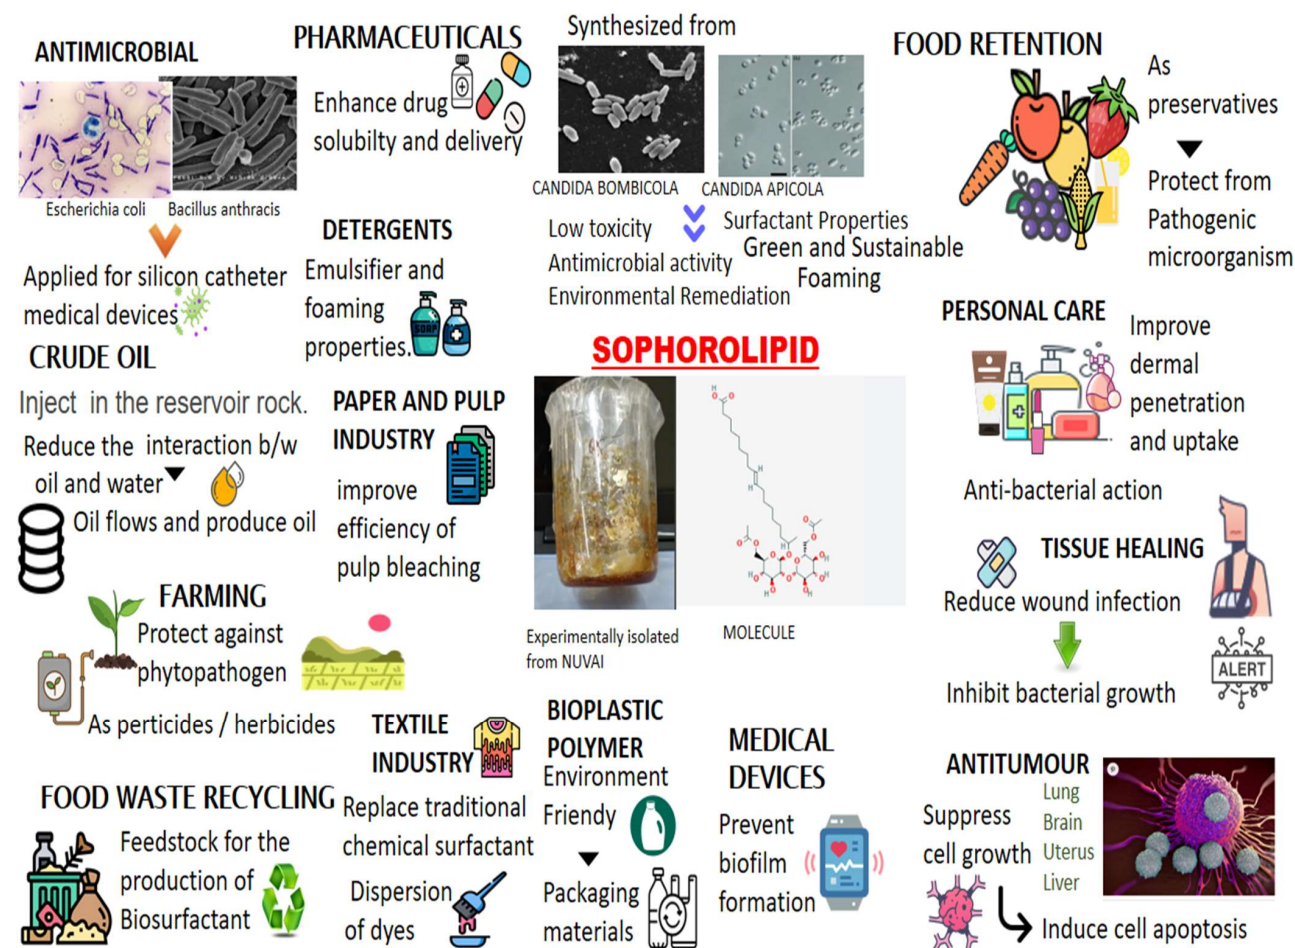 ANTIMICROBIAL
Escherichia coli
Bacillus anthracis
Applied for silicon catheter
medical devices
PHARMACEUTICALS
Enhance drug
solubilty and delivery
Synthesized from
CANDIDA BOMBICOLA
CANDIDA APICOLA
Low toxicity
Surfactant Properties
Antimicrobial activity
Green and Sustainable
Environmental Remediation
Foaming
FOOD RETENTION
As
preservatives
Protect from
Pathogenic
microorganism
DETERGENTS
Emulsifier and
foaming
properties.
SOAP
CRUDE OIL
Inject in the reservoir rock.
Reduce the interaction b/w
oil and water
Oil flows and produce oil
PAPER AND PULP
INDUSTRY
improve
efficiency of
pulp bleaching
SOPHOROLIPID
Experimentally isolated
from NUVAI
MOLECULE
PERSONAL CARE
Improve
dermal
penetration
and uptake
Anti-bacterial action
TISSUE HEALING
Reduce wound infection
Inhibit bacterial growth
ALERT
FARMING
Protect against
phytopathogen
As perticides / herbicides
FOOD WASTE RECYCLING
Feedstock for the
production of
Biosurfactant
TEXTILE
INDUSTRY
Replace traditional
chemical surfactant
Dispersion
of dyes
BIOPLASTIC
POLYMER
Environment
Friendy
Packaging
materials
MEDICAL
DEVICES
Prevent
biofilm
formation
ANTITUMOUR
Suppress
cell growth
Lung
Brain
Uterus
Liver
Induce cell apoptosis